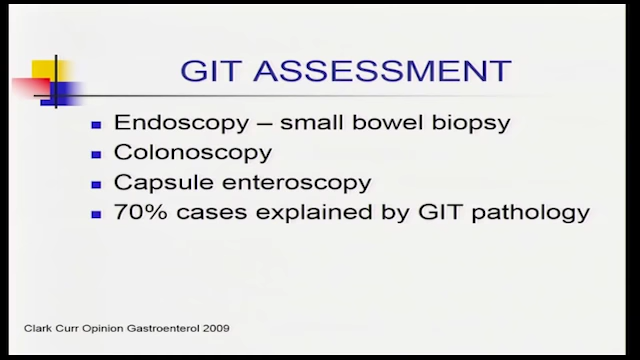 GIT ASSESSMENT
Endoscopy – small bowel biopsy
Colonoscopy
Capsule enteroscopy
70% cases explained by GIT pathology
Clark Curr Opinion Gastroenterol 2009